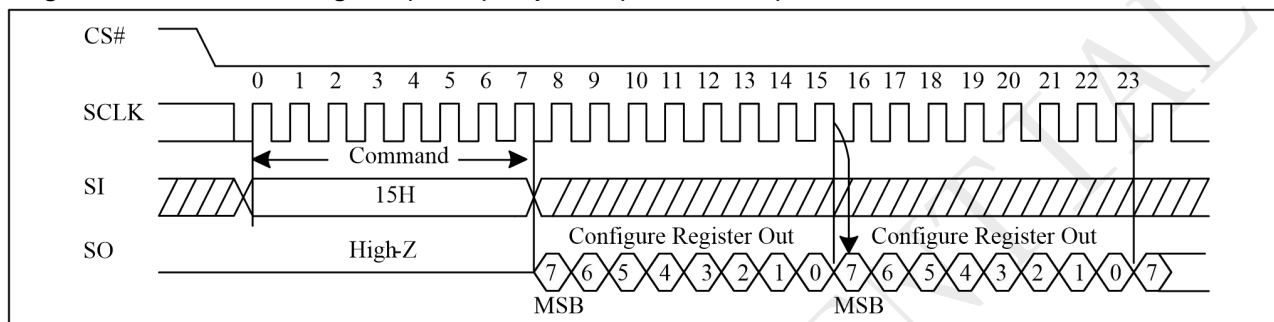 CS#
0 1 2 3 4 5 6 7 8 9 10 11 12 13 14 15 16 17 18 19 20 21 22 23
SCLK
Command
SI
15H
Configure Register Out Configure Register Out
SO
High-Z
7 6 5 4 3 2 1 0 7 6 5 4 3 2 1 0 7
MSB MSB